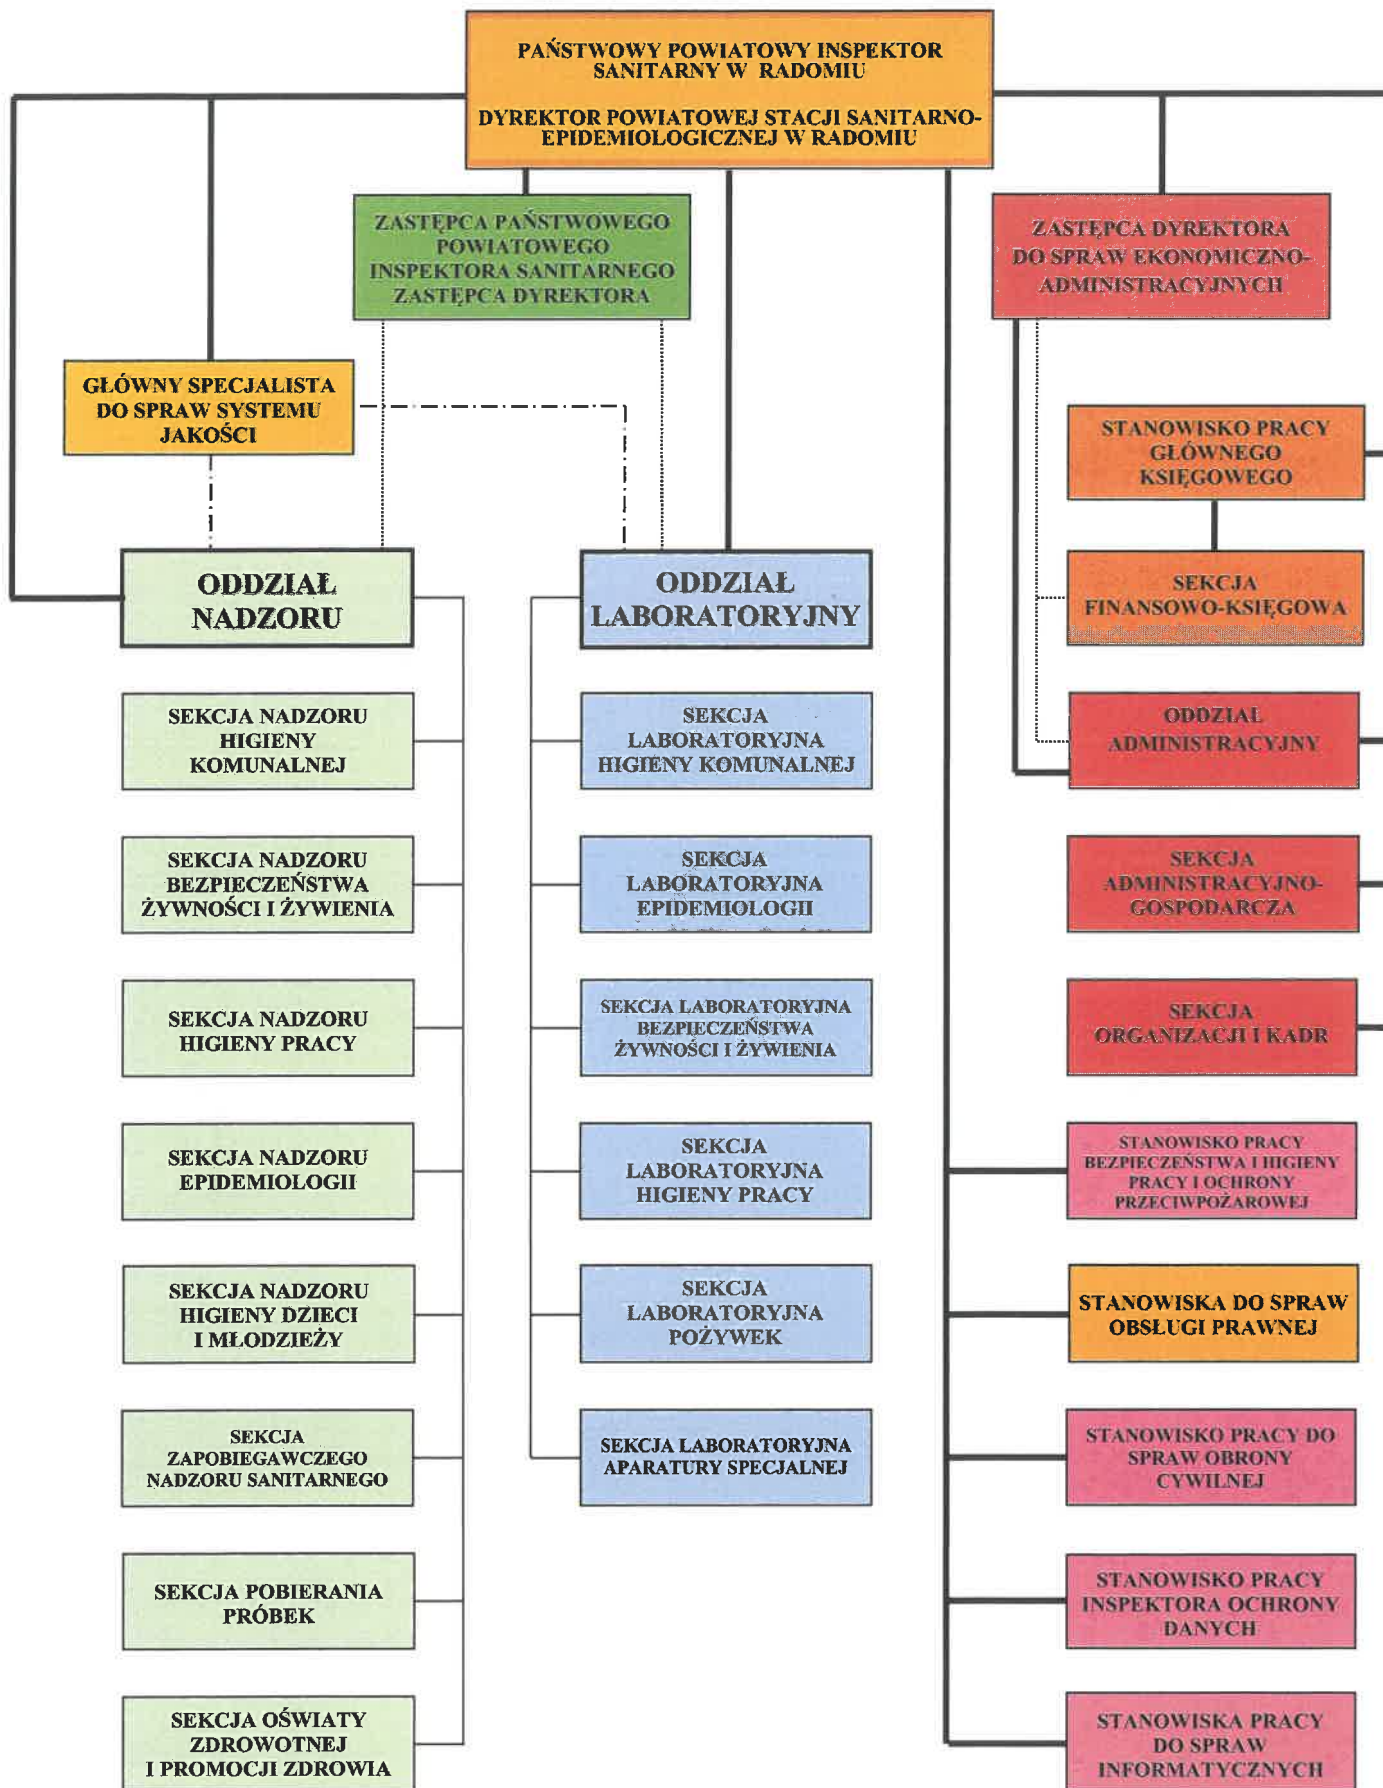 PAŃSTWOWY POWIATOWY INSPEKTOR
SANITARNY W RADOMIU
DYREKTOR POWIATOWEJ STACJI SANITARNO-
EPIDEMIOLOGICZNEJ W RADOMIU
ZASTĘPCA PAŃSTWOWEGO
POWIATOWEGO
INSPEKTORA SANITARNEGO
ZASTĘPCA DYREKTORA
ZASTĘPCA DYREKTORA
DO SPRAW EKONOMICZNO-
ADMINISTRACYJNYCH
GŁÓWNY SPECJALISTA
DO SPRAW SYSTEMU
JAKOŚCI
STANOWISKO PRACY
GŁÓWNEGO
KSIĘGOWEGO
ODDZIAŁ
NADZORU
ODDZIAŁ
LABORATORYJNY
SEKCJA
FINANSOWO-KSIĘGOWA
SEKCJA NADZORU
HIGIENY
KOMUNALNEJ
SEKCJA
LABORATORYJNA
HIGIENY KOMUNALNEJ
ODDZIAŁ
ADMINISTRACYJNY
SEKCJA NADZORU
BEZPIECZEŃSTWA
ŻYWNOŚCI I ŻYWIENIA
SEKCJA
LABORATORYJNA
EPIDEMIOLOGII
SEKCJA
ADMINISTRACYJNO-
GOSPODARCZA
SEKCJA NADZORU
HIGIENY PRACY
SEKCJA LABORATORYJNA
BEZPIECZEŃSTWA
ŻYWNOŚCI I ŻYWIENIA
SEKCJA
ORGANIZACJI I KADR
SEKCJA NADZORU
EPIDEMIOLOGII
SEKCJA
LABORATORYJNA
HIGIENY PRACY
STANOWISKO PRACY
BEZPIECZEŃSTWA I HIGIENY
PRACY I OCHRONY
PRZECIWPOŻAROWEJ
SEKCJA NADZORU
HIGIENY DZIECI
I MŁODZIEŻY
SEKCJA
LABORATORYJNA
POŻYWEK
STANOWISKA DO SPRAW
OBSŁUGI PRAWNEJ
SEKCJA
ZAPOBIEGAWCZEGO
NADZORU SANITARNEGO
SEKCJA LABORATORYJNA
APARATURY SPECJALNEJ
STANOWISKO PRACY DO
SPRAW OBRONY
CYWILNEJ
SEKCJA POBIERANIA
PRÓBEK
STANOWISKO PRACY
INSPEKTORA OCHRONY
DANYCH
SEKCJA OŚWIATY
ZDROWOTNEJ
I PROMOCJI ZDROWIA
STANOWISKA PRACY
DO SPRAW
INFORMATYCZNYCH